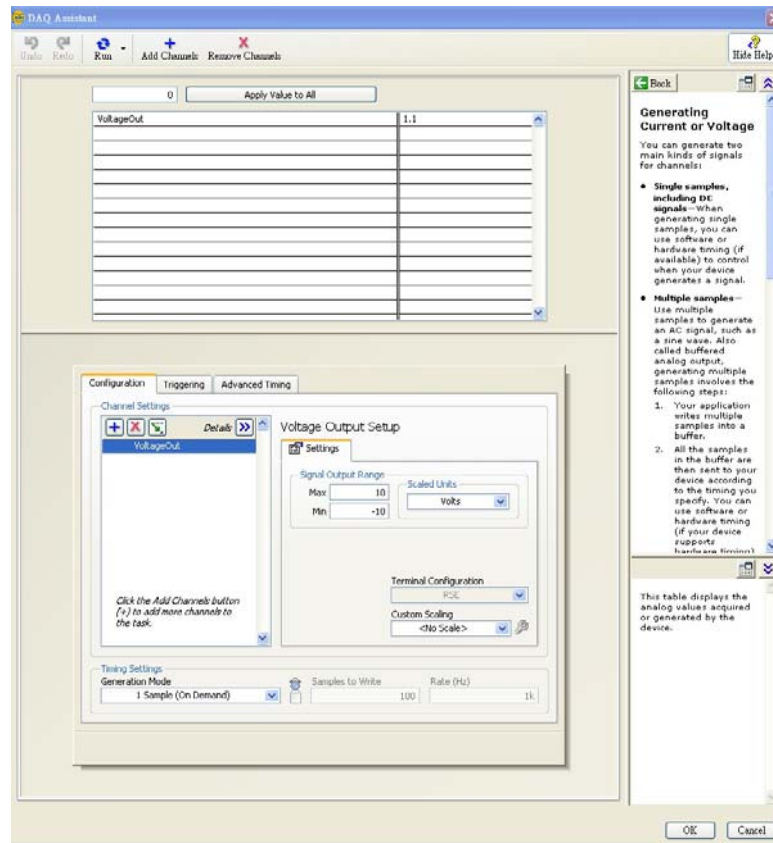 DAQ Assistant
Undo Redo Run Add Channels Remove Channels Hide Help
0 Apply Value to All
VoltageOut 1.1
Configuration Triggering Advanced Timing
Channel Settings
Details
VoltageOut
Click the Add Channels button
(+) to add more channels to
the task.
Voltage Output Setup
Settings
Signal Output Range
Max 10
Min -10
Scaled Units
Volts
Terminal Configuration
RSE
Custom Scaling
<No Scale>
Timing Settings
Generation Mode Samples to Write Rate (Hz)
1 Sample (On Demand) 100 1k
Back
Generating
Current or Voltage
You can generate two
main kinds of signals
for channels:
• Single samples,
including DC
signals—When
generating single
samples, you can
use software or
hardware timing (if
available) to control
when your device
generates a signal.
• Multiple samples—
Use multiple
samples to generate
an AC signal, such as
a sine wave. Also
called buffered
analog output,
generating multiple
samples involves the
following steps:
1. Your application
writes multiple
samples into a
buffer.
2. All the samples
in the buffer are
then sent to your
device according
to the timing you
specify. You can
use software or
hardware timing
(if your device
supports
hardware timing)
This table displays the
analog values acquired
or generated by the
device.
OK Cancel